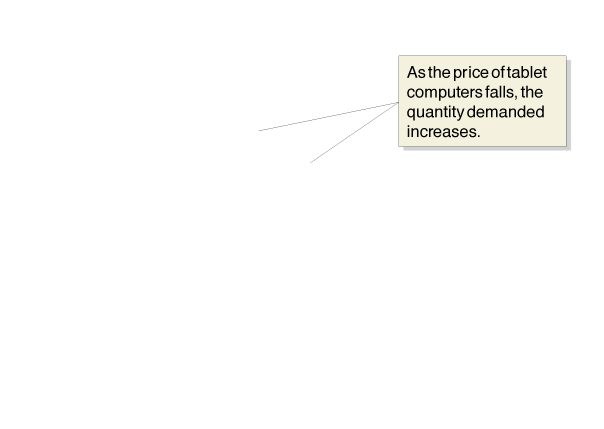 As the price of tablet
computers falls, the
quantity demanded
increases.